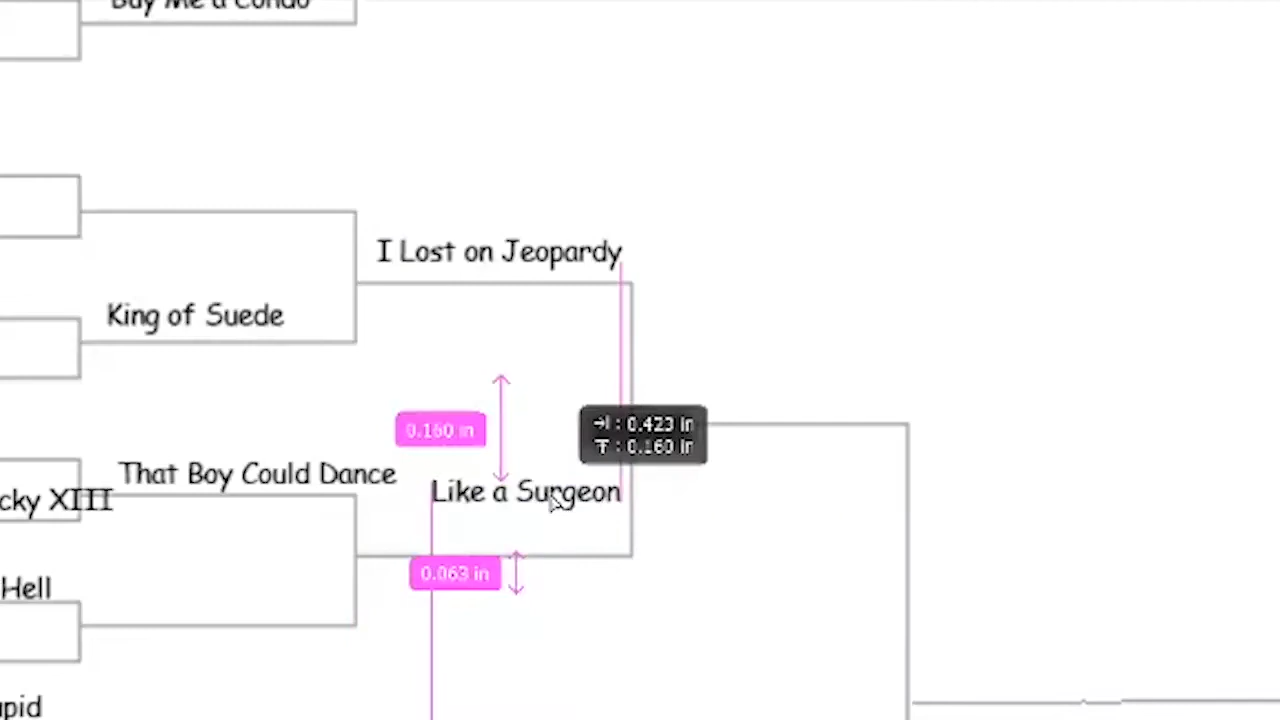 Buy Me a Condo
I Lost on Jeopardy
King of Suede
0.160 in
: 0.423 in
: 0.160 in
That Boy Could Dance
cky XIII
Like a Surgeon
0.063 in
Hell
upid